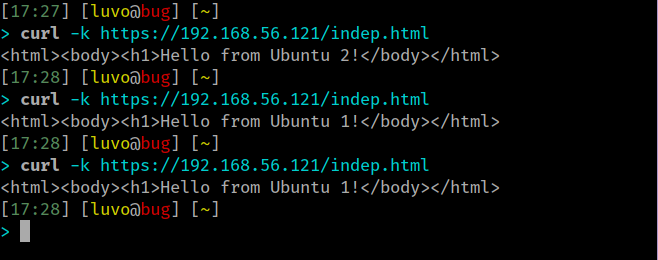 [17:27] [luvo@bug] [~]
> curl -k https://192.168.56.121/indep.html
<html><body><h1>Hello from Ubuntu 2!</body></html>
[17:28] [luvo@bug] [~]
> curl -k https://192.168.56.121/indep.html
<html><body><h1>Hello from Ubuntu 1!</body></html>
[17:28] [luvo@bug] [~]
> curl -k https://192.168.56.121/indep.html
<html><body><h1>Hello from Ubuntu 1!</body></html>
[17:28] [luvo@bug] [~]
>